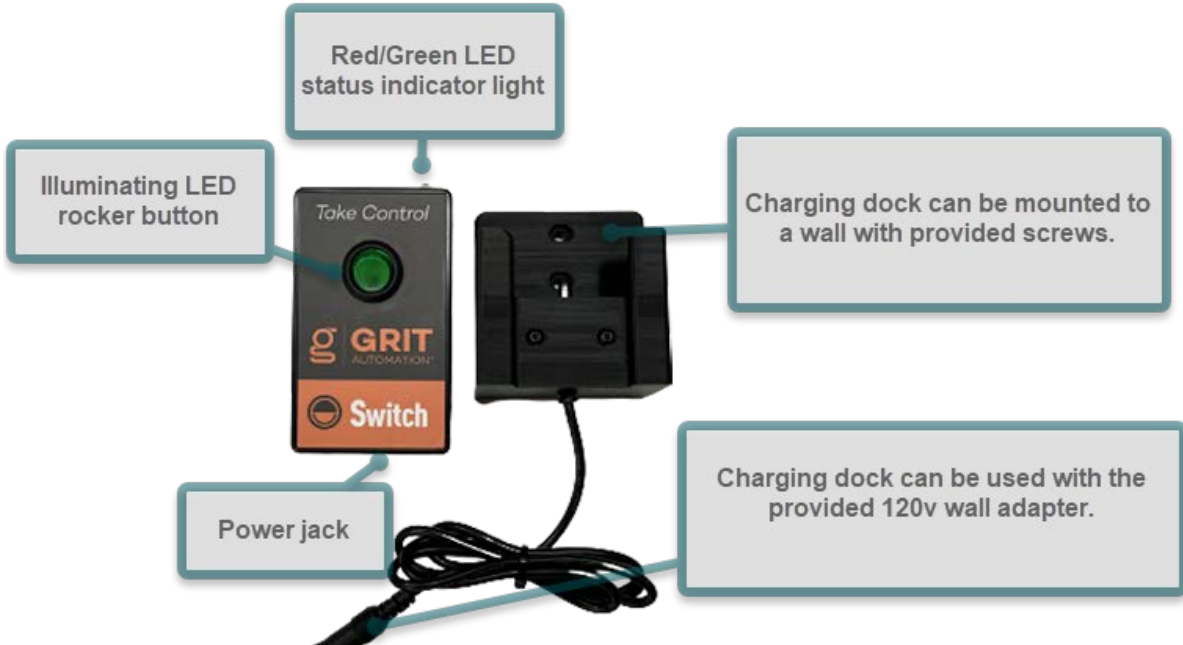 Red/Green LED
status indicator light
Illuminating LED
rocker button
Charging dock can be mounted to
a wall with provided screws.
Take Control
g GRIT
AUTOMATION
Switch
Power jack
Charging dock can be used with the
provided 120v wall adapter.